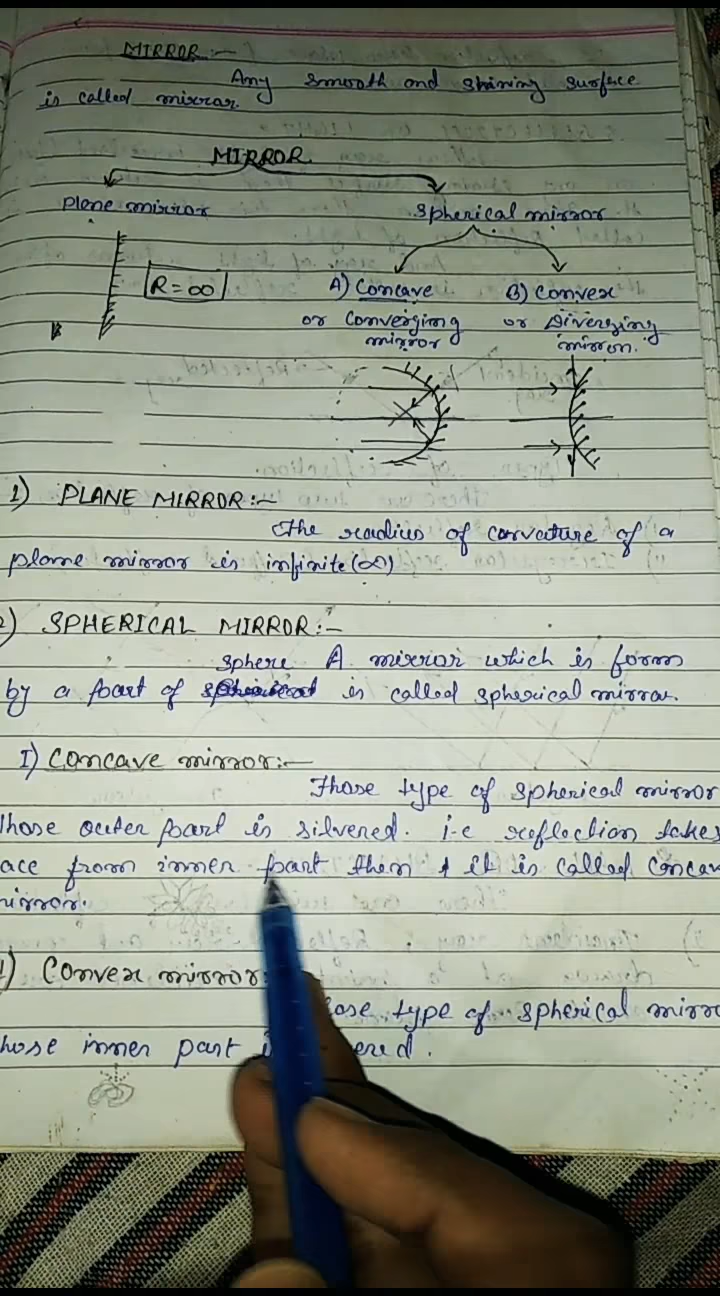 MIRROR:-
Any smooth and shining surface
is called mirror.
MIRROR
Plane mirror
Spherical mirror
R=∞
A) Concave
or Converging
mirror
B) Convex
or Diverging
mirror.
1) PLANE MIRROR:-
The radius of curvature of a
plane mirror is infinite (∞)
) SPHERICAL MIRROR:-
sphere A mirror which is form
by a part of is called spherical mirror.
I) Concave mirror:-
Those type of spherical mirror
whose outer part is silvered. i.e reflection takes
ace from inner part then it is called Concav
mirror.
) Convex mirror:
ose type of spherical mirro
hose inner part i ered.